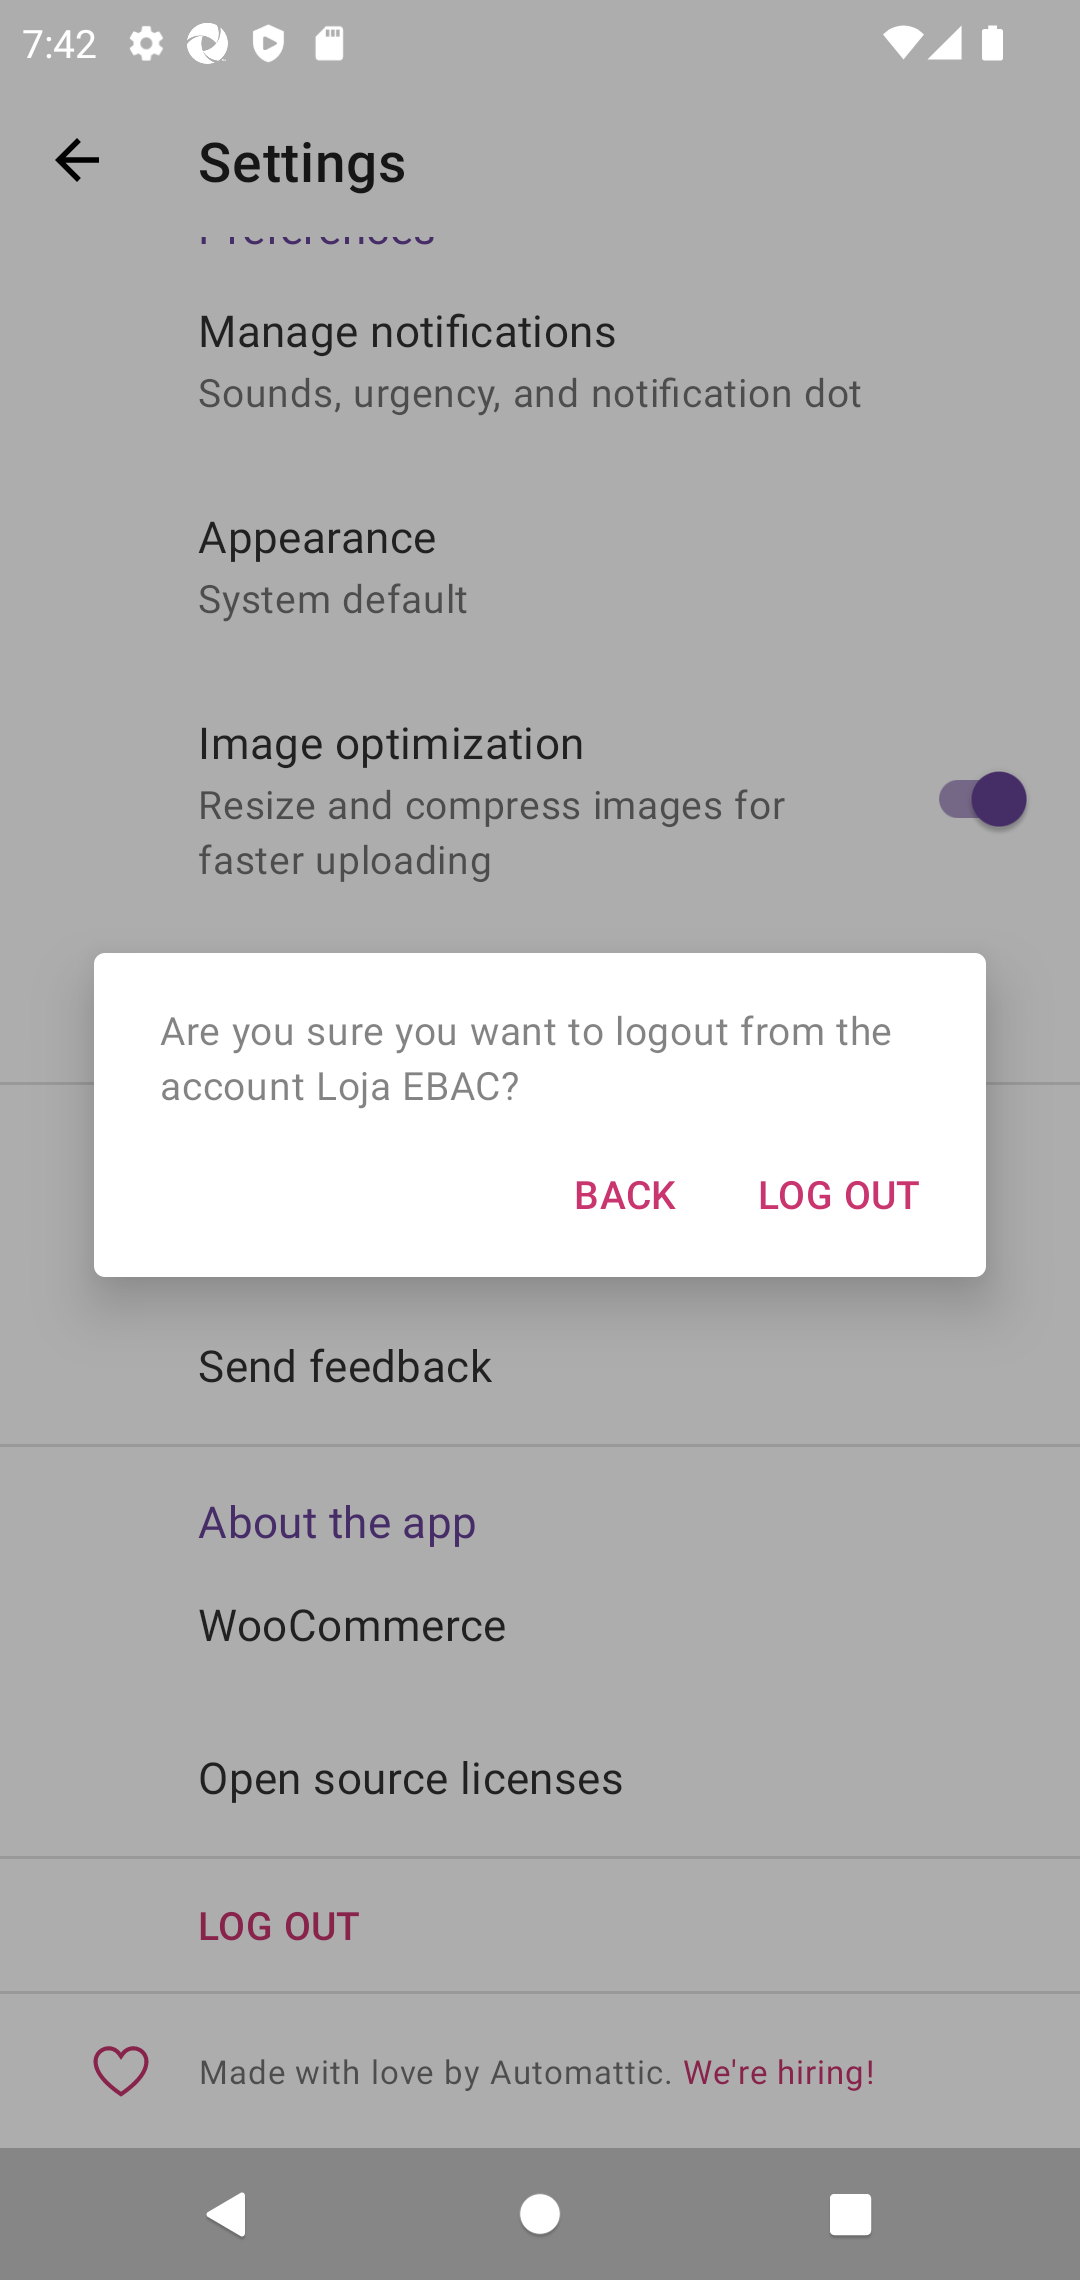 7:42
Settings
Preferences
Manage notifications
Sounds, urgency, and notification dot
Appearance
System default
Image optimization
Resize and compress images for
faster uploading
Are you sure you want to logout from the
account Loja EBAC?
BACK LOG OUT
Send feedback
About the app
WooCommerce
Open source licenses
LOG OUT
Made with love by Automattic. We're hiring!